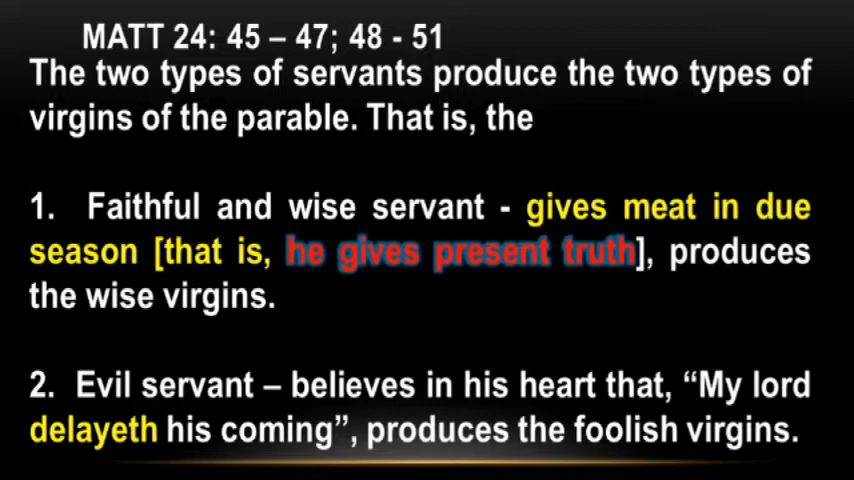 MATT 24: 45 – 47; 48 - 51
The two types of servants produce the two types of
virgins of the parable. That is, the
1. Faithful and wise servant - gives meat in due
season [that is, he gives present truth], produces
the wise virgins.
2. Evil servant – believes in his heart that, “My lord
delayeth his coming”, produces the foolish virgins.